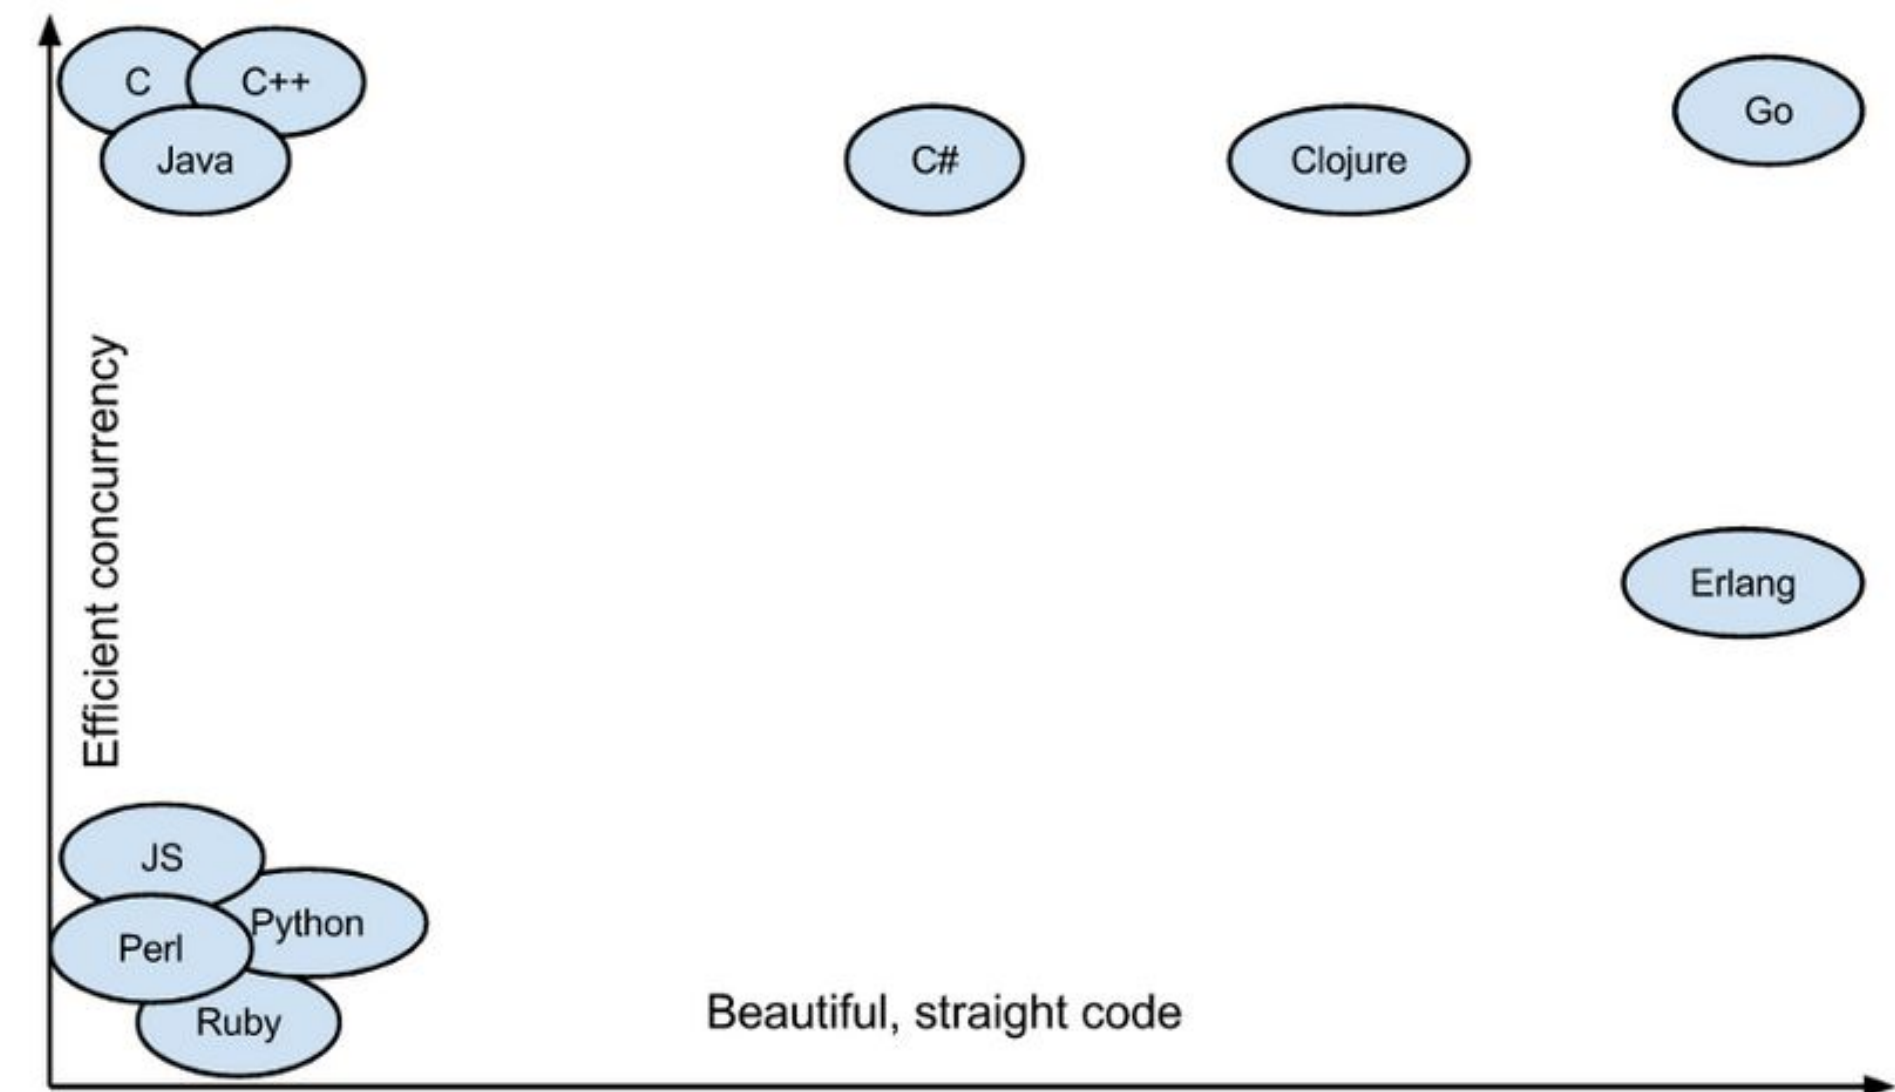 C
C++
Java
C#
Clojure
Go
Efficient concurrency
Erlang
JS
Python
Perl
Ruby
Beautiful, straight code